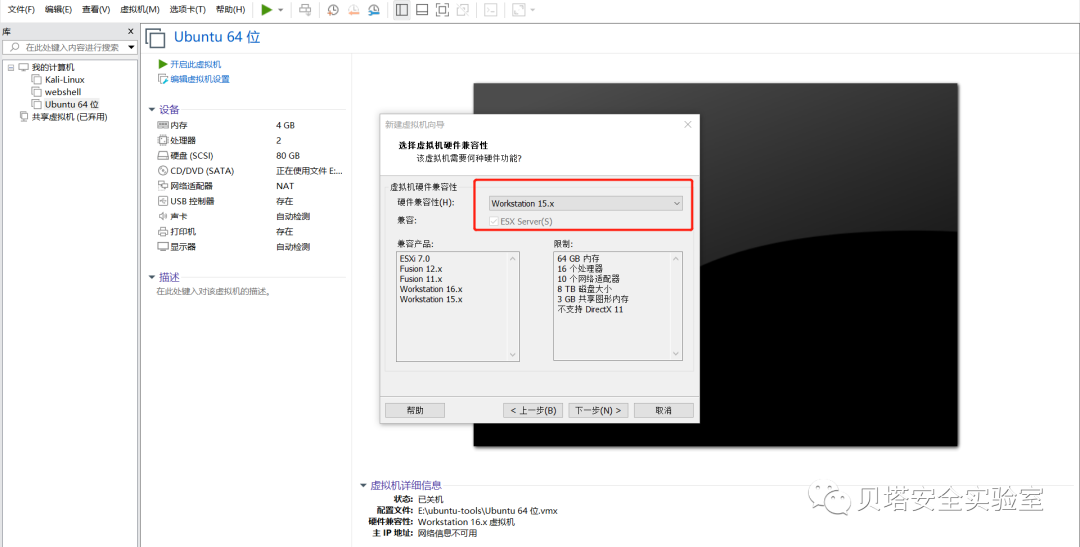 文件(F) 编辑(E) 查看(V) 虚拟机(M) 选项卡(T) 帮助(H)
库
在此处键入内容进行搜索
我的计算机
Kali-Linux
webshell
Ubuntu 64 位
共享虚拟机 (已弃用)
Ubuntu 64 位
开启此虚拟机
编辑虚拟机设置
设备
内存 4 GB
处理器 2
硬盘 (SCSI) 80 GB
CD/DVD (SATA) 正在使用文件 E:...
网络适配器 NAT
USB 控制器 存在
声卡 自动检测
打印机 存在
显示器 自动检测
描述
在此处键入对该虚拟机的描述。
新建虚拟机向导
选择虚拟机硬件兼容性
该虚拟机需要何种硬件功能?
虚拟机硬件兼容性
硬件兼容性(H): Workstation 15.x
兼容: ESX Server(S)
兼容产品:
ESXi 7.0
Fusion 12.x
Fusion 11.x
Workstation 16.x
Workstation 15.x
限制:
64 GB 内存
16 个处理器
10 个网络适配器
8 TB 磁盘大小
3 GB 共享图形内存
不支持 DirectX 11
帮助 < 上一步(B) 下一步(N) > 取消
虚拟机详细信息
状态: 已关机
配置文件: E:\ubuntu-tools\Ubuntu 64 位.vmx
硬件兼容性: Workstation 16.x 虚拟机
主 IP 地址: 网络信息不可用
贝塔安全实验室